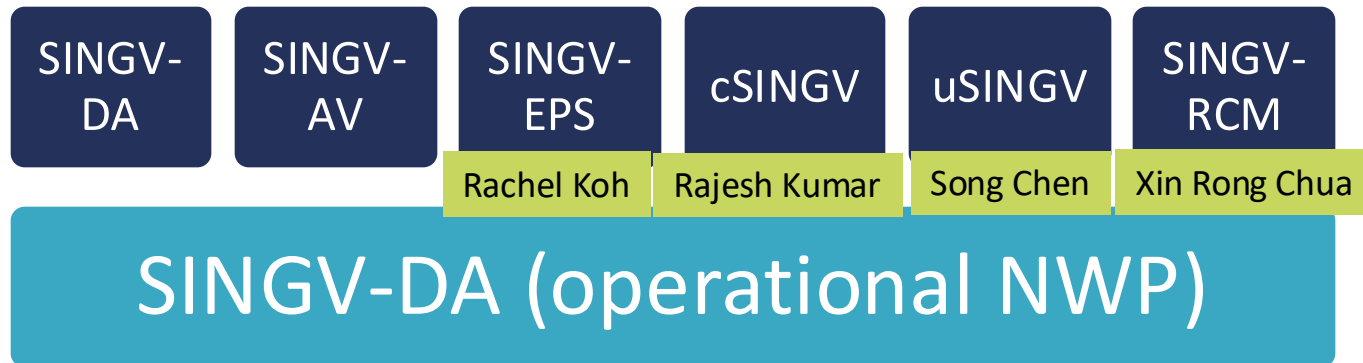 SINGV-
DA
SINGV-
AV
SINGV-
EPS
cSINGV
uSINGV
SINGV-
RCM
Rachel Koh
Rajesh Kumar
Song Chen
Xin Rong Chua
SINGV-DA (operational NWP)